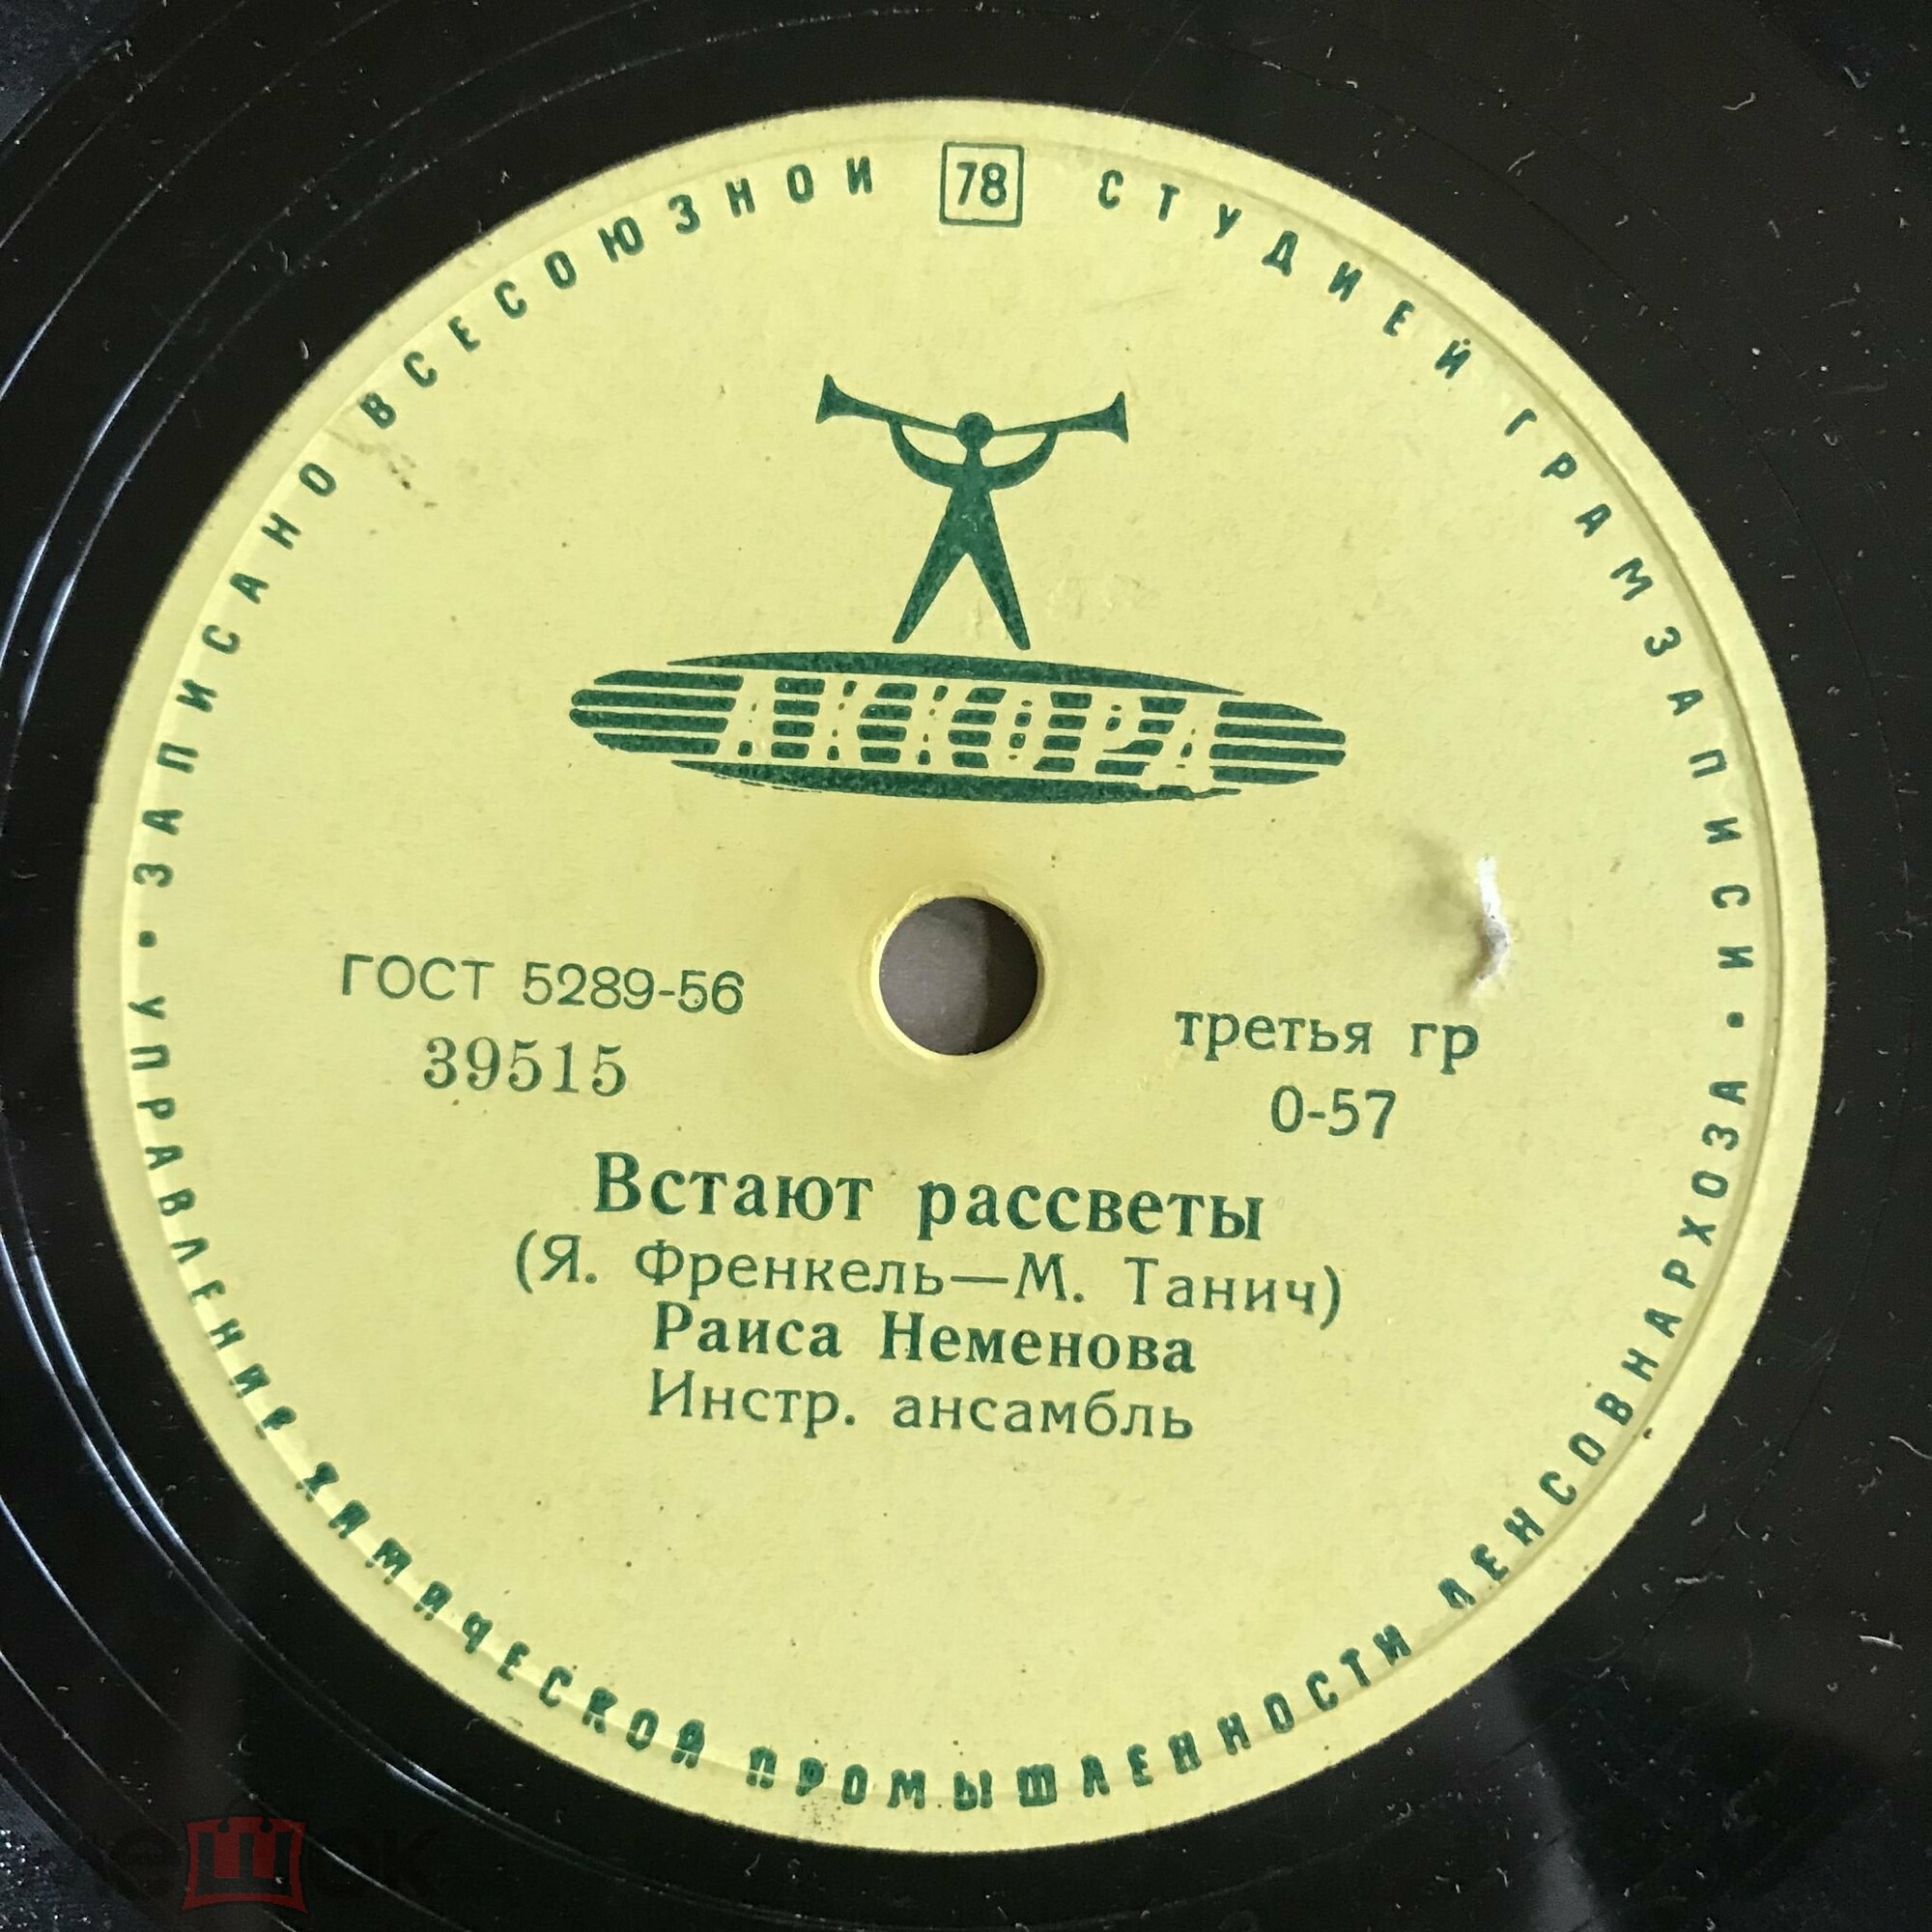 ЗАПИСАНО ВСЕСОЮЗНОЙ 78 СТУДИЕЙ ГРАМЗАПИСИ
АККОРД
ГОСТ 5289-56
39515
третья гр
0-57
Встают рассветы
(Я. Френкель—М. Танич)
Раиса Неменова
Инстр. ансамбль
УПРАВЛЕНИЕ ХИМИЧЕСКОЙ ПРОМЫШЛЕННОСТИ ЛЕНСОВНАРХОЗА